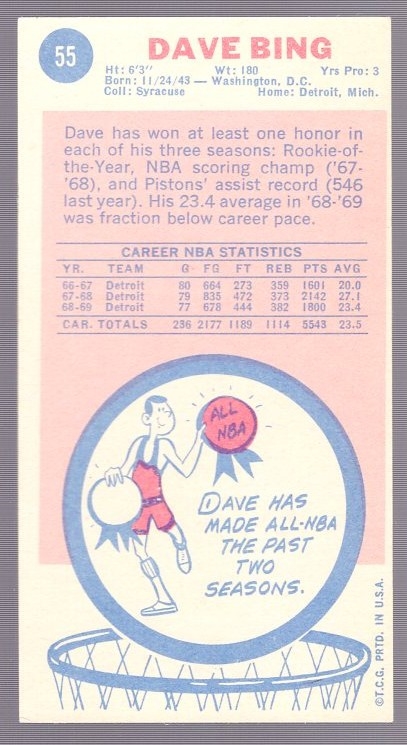 55
DAVE BING
Ht: 6'3" Wt: 180 Yrs Pro: 3
Born: 11/24/43 — Washington, D.C.
Coll: Syracuse Home: Detroit, Mich.
Dave has won at least one honor in
each of his three seasons: Rookie-of-
the-Year, NBA scoring champ ('67-
'68), and Pistons' assist record (546
last year). His 23.4 average in '68-'69
was fraction below career pace.
CAREER NBA STATISTICS
YR. TEAM G FG FT REB PTS AVG
66-67 Detroit 80 664 273 359 1601 20.0
67-68 Detroit 79 835 472 373 2142 27.1
68-69 Detroit 77 678 444 382 1800 23.4
CAR. TOTALS 236 2177 1189 1114 5543 23.5
ALL
NBA
DAVE HAS
MADE ALL-NBA
THE PAST
TWO
SEASONS.
©T.C.G. PRTD. IN U.S.A.